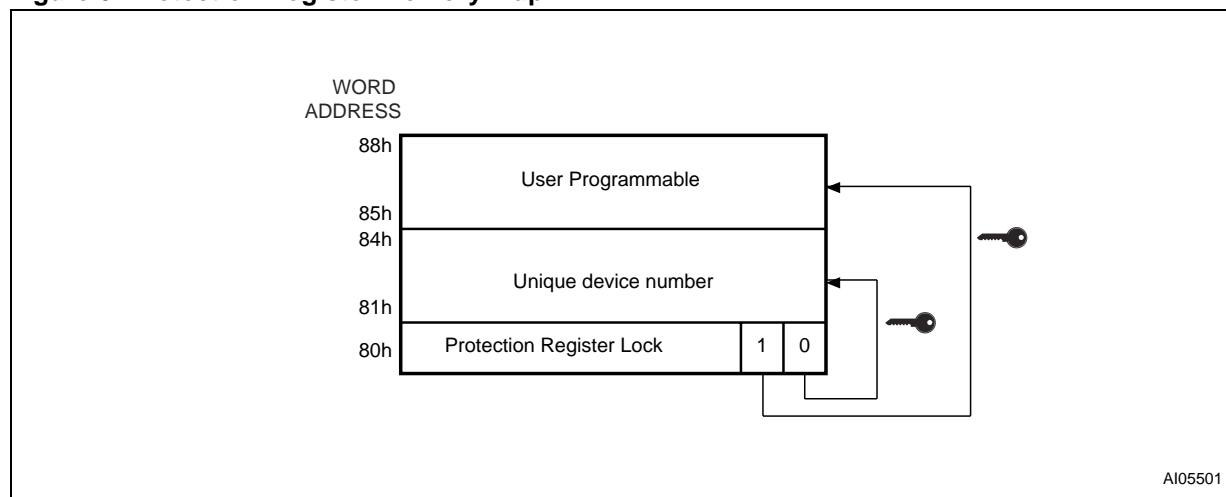 WORD
ADDRESS
88h
User Programmable
85h
84h
Unique device number
81h
80h
Protection Register Lock
1
0
AI05501